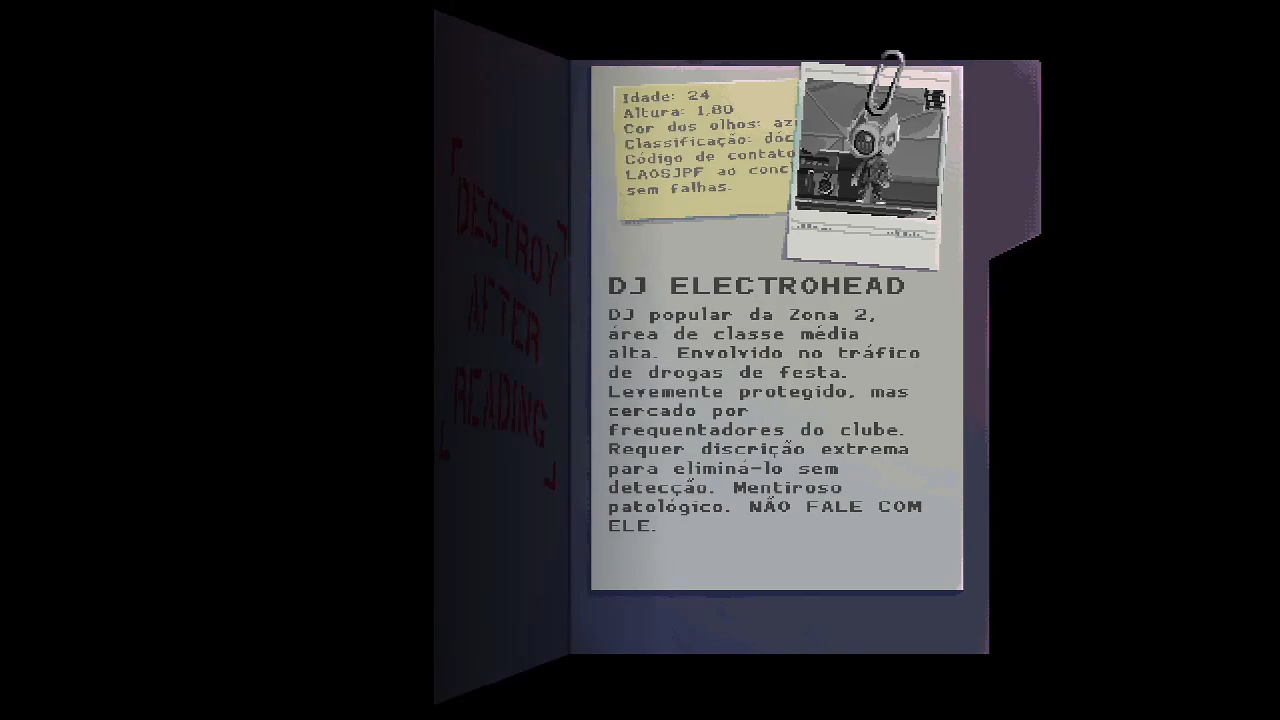 DESTROY
AFTER
READING
Idade: 24
Altura: 1,80
Cor dos olhos:
Classificação:
Código de contato
LAOSJPF ao
sem falhas.
DJ ELECTROHEAD
DJ popular da Zona 2,
área de classe média
alta. Envolvido no tráfico
de drogas de festa.
Levemente protegido, mas
cercado por
frequentadores do clube.
Requer discrição extrema
para eliminá-lo sem
detecção. Mentiroso
patológico. NÃO FALE COM
ELE.